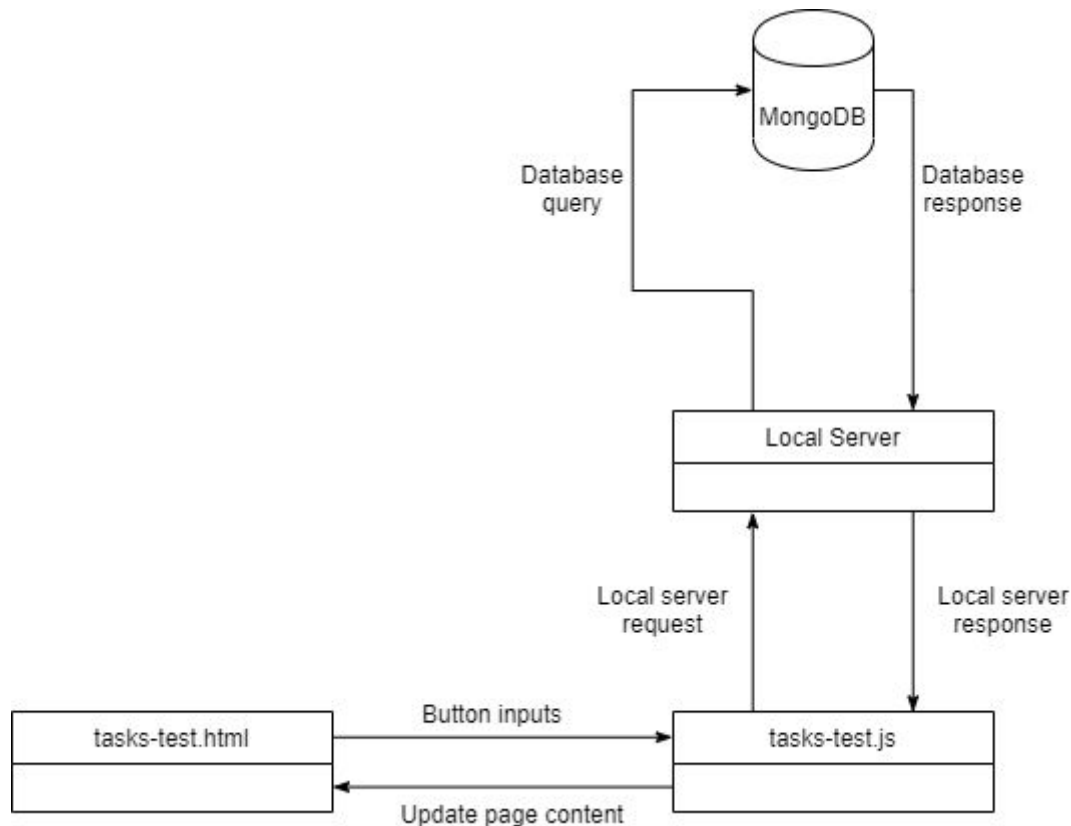 MongoDB
Database
query
Database
response
Local Server
Local server
request
Local server
response
Button inputs
tasks-test.html
tasks-test.js
Update page content